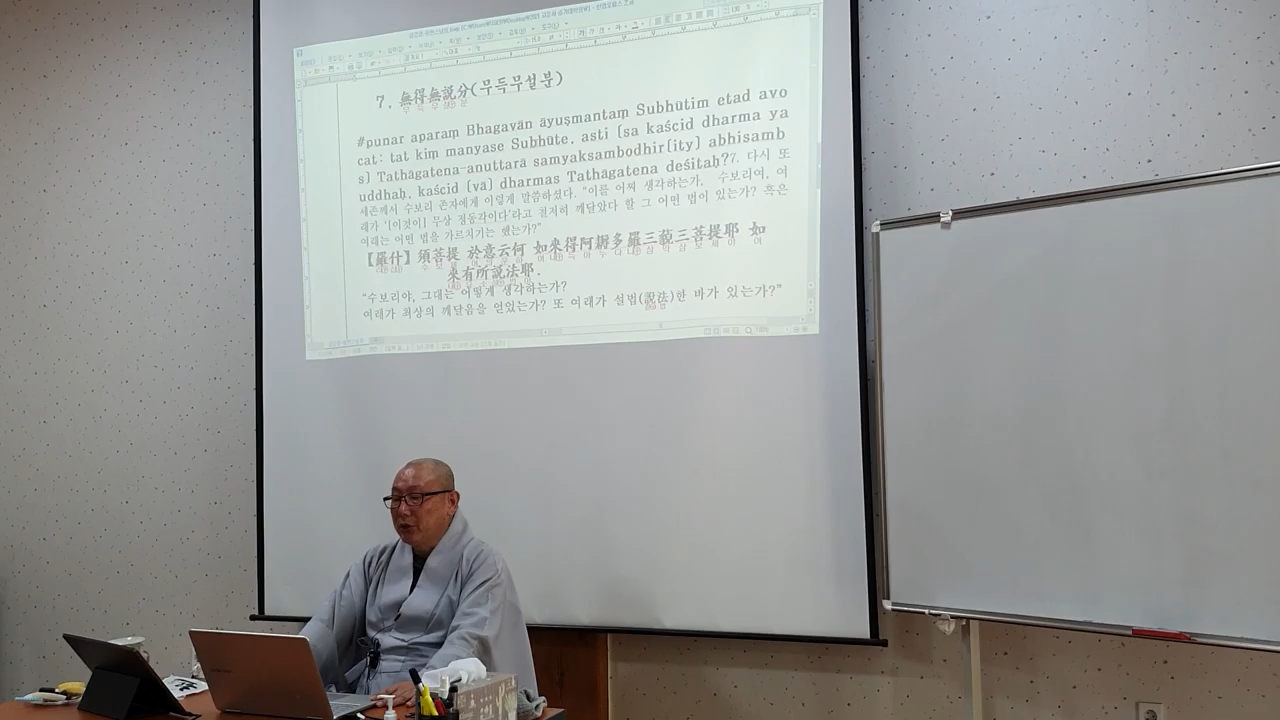 7. 無得無説分(무득무설분)
#punar aparaṃ Bhagavān āyuṣmantaṃ Subhūtim etad avo
cat: tat kiṃ manyase Subhūte, asti (sa kaścid dharma ya
s) Tathāgatena-anuttarā samyaksambodhir(ity) abhisamb
uddhaḥ, kaścid (vā) dharmas Tathāgatena deśitaḥ?7. 다시 또
세존께서 수보리 존자에게 이렇게 말씀하셨다. "이를 어찌 생각하는가, 수보리여, 여
래가 '[이것이] 무상 정등각이다'라고 철저히 깨달았다 할 그 어떤 법이 있는가? 혹은
여래는 어떤 법을 가르치기는 했는가?"
【羅什】須菩提 於意云何 如來得阿耨多羅三藐三菩提耶 如
來有所說法耶.
"수보리야, 그대는 어떻게 생각하는가?
여래가 최상의 깨달음을 얻었는가? 또 여래가 설법(說法)한 바가 있는가?"